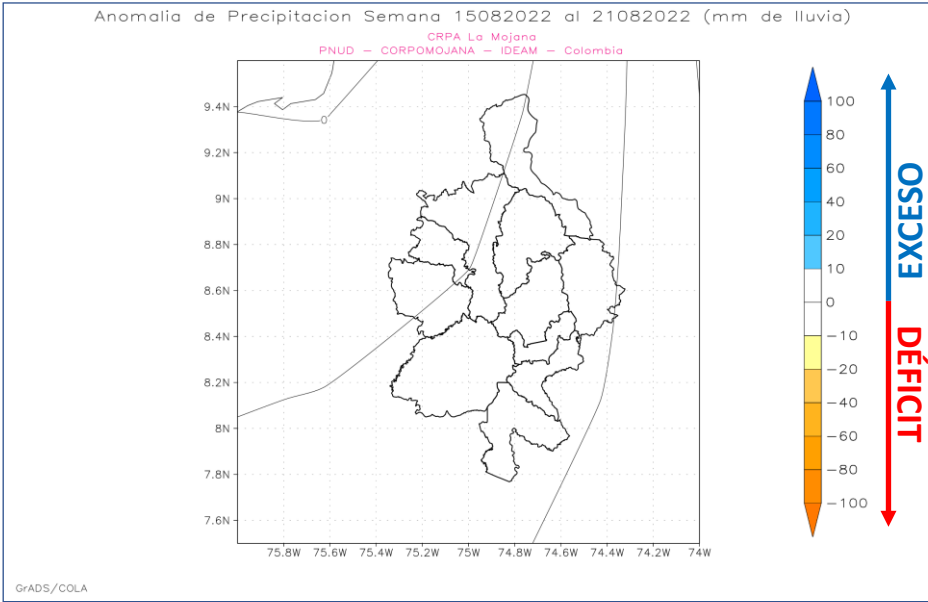 Anomalia de Precipitacion Semana 15082022 al 21082022 (mm de lluvia)
CRPA La Mojana
PNUD – CORPOMOJANA – IDEAM – Colombia
9.4N
9.2N
9N
8.8N
8.6N
8.4N
8.2N
8N
7.8N
7.6N
0
75.8W 75.6W 75.4W 75.2W 75W 74.8W 74.6W 74.4W 74.2W 74W
100
80
60
40
20
10
0
−10
−20
−40
−60
−80
−100
EXCESO
DÉFICIT
GrADS/COLA